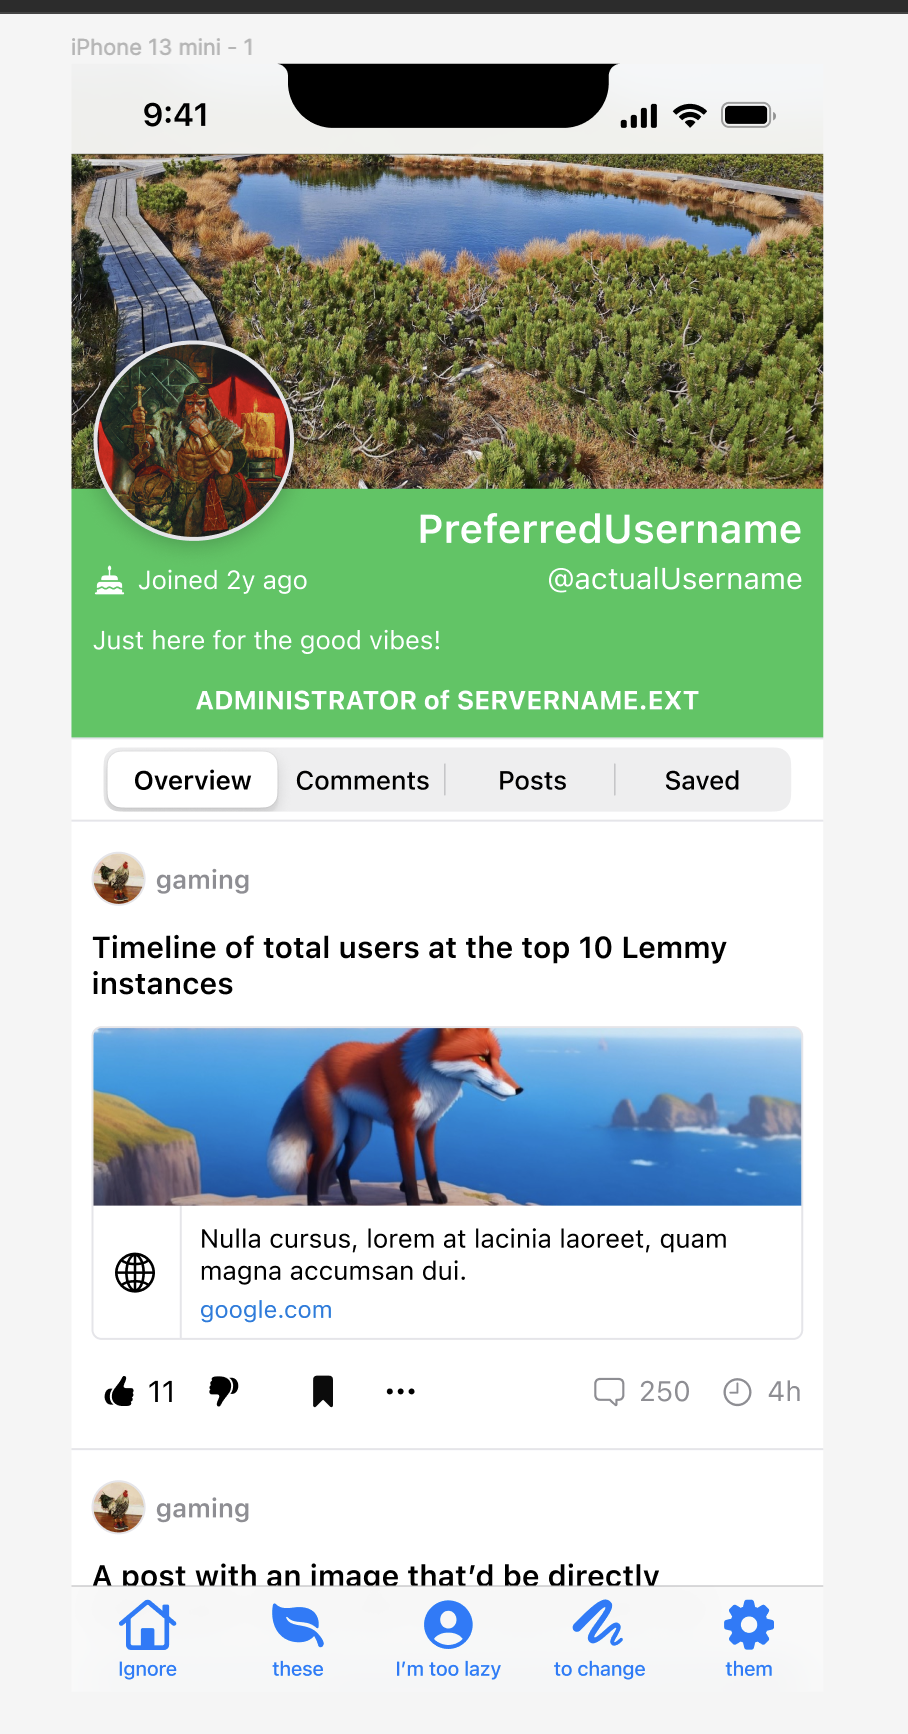 iPhone 13 mini - 1
9:41
PreferredUsername
Joined 2y ago
@actualUsername
Just here for the good vibes!
ADMINISTRATOR of SERVERNAME.EXT
Overview Comments Posts Saved
gaming
Timeline of total users at the top 10 Lemmy
instances
Nulla cursus, lorem at lacinia laoreet, quam
magna accumsan dui.
google.com
11 250 4h
gaming
A post with an image that’d be directly
Ignore these I’m too lazy to change them